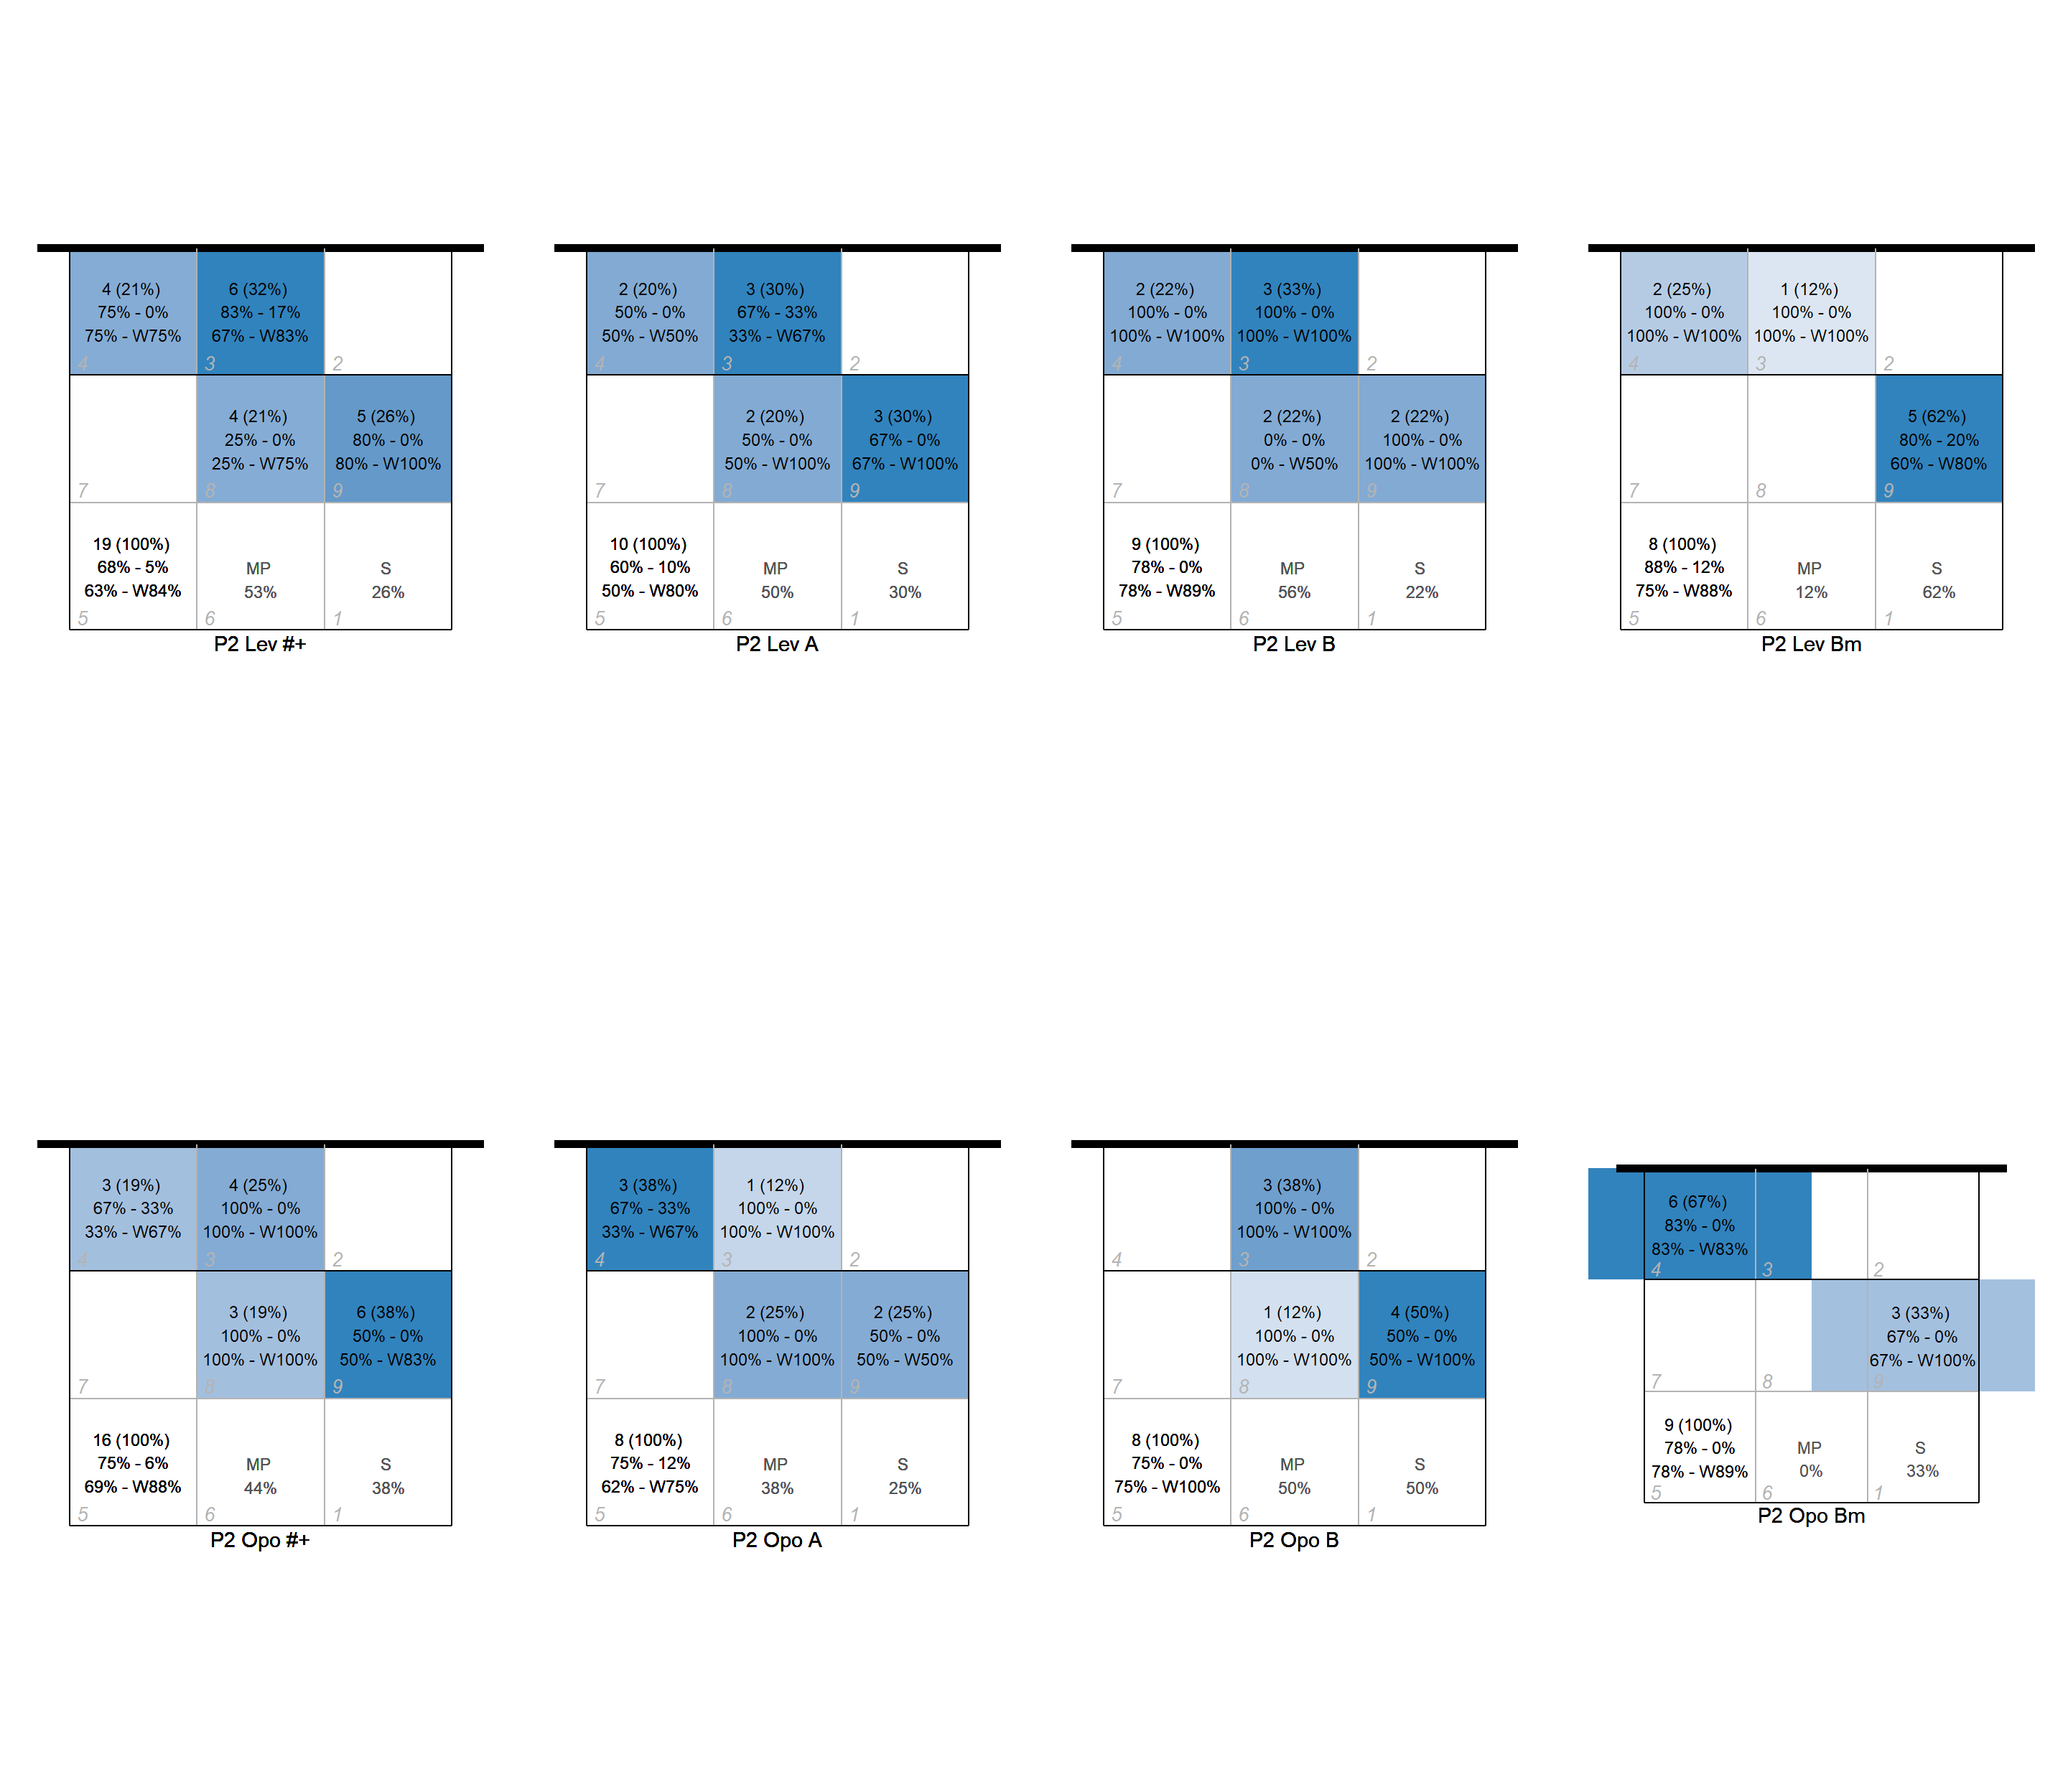 4 (21%)
75% - 0%
75% - W75%
4
6 (32%)
83% - 17%
67% - W83%
3
2
7
4 (21%)
25% - 0%
25% - W75%
8
5 (26%)
80% - 0%
80% - W100%
9
19 (100%)
68% - 5%
63% - W84%
5
MP
53%
6
S
26%
1
P2 Lev #+
2 (20%)
50% - 0%
50% - W50%
4
3 (30%)
67% - 33%
33% - W67%
3
2
7
2 (20%)
50% - 0%
50% - W100%
8
3 (30%)
67% - 0%
67% - W100%
9
10 (100%)
60% - 10%
50% - W80%
5
MP
50%
6
S
30%
1
P2 Lev A
2 (22%)
100% - 0%
100% - W100%
4
3 (33%)
100% - 0%
100% - W100%
3
2
7
2 (22%)
0% - 0%
0% - W50%
8
2 (22%)
100% - 0%
100% - W100%
9
9 (100%)
78% - 0%
78% - W89%
5
MP
56%
6
S
22%
1
P2 Lev B
2 (25%)
100% - 0%
100% - W100%
4
1 (12%)
100% - 0%
100% - W100%
3
2
7
8
5 (62%)
80% - 20%
60% - W80%
9
8 (100%)
88% - 12%
75% - W88%
5
MP
12%
6
S
62%
1
P2 Lev Bm
3 (19%)
67% - 33%
33% - W67%
4
4 (25%)
100% - 0%
100% - W100%
3
2
7
3 (19%)
100% - 0%
100% - W100%
8
6 (38%)
50% - 0%
50% - W83%
9
16 (100%)
75% - 6%
69% - W88%
5
MP
44%
6
S
38%
1
P2 Opo #+
3 (38%)
67% - 33%
33% - W67%
4
1 (12%)
100% - 0%
100% - W100%
3
2
7
2 (25%)
100% - 0%
100% - W100%
8
2 (25%)
50% - 0%
50% - W50%
9
8 (100%)
75% - 12%
62% - W75%
5
MP
38%
6
S
25%
1
P2 Opo A
4
3 (38%)
100% - 0%
100% - W100%
3
2
7
1 (12%)
100% - 0%
100% - W100%
8
4 (50%)
50% - 0%
50% - W100%
9
8 (100%)
75% - 0%
75% - W100%
5
MP
50%
6
S
50%
1
P2 Opo B
6 (67%)
83% - 0%
83% - W83%
4
3
2
7
8
3 (33%)
67% - 0%
67% - W100%
9
9 (100%)
78% - 0%
78% - W89%
5
MP
0%
6
S
33%
1
P2 Opo Bm